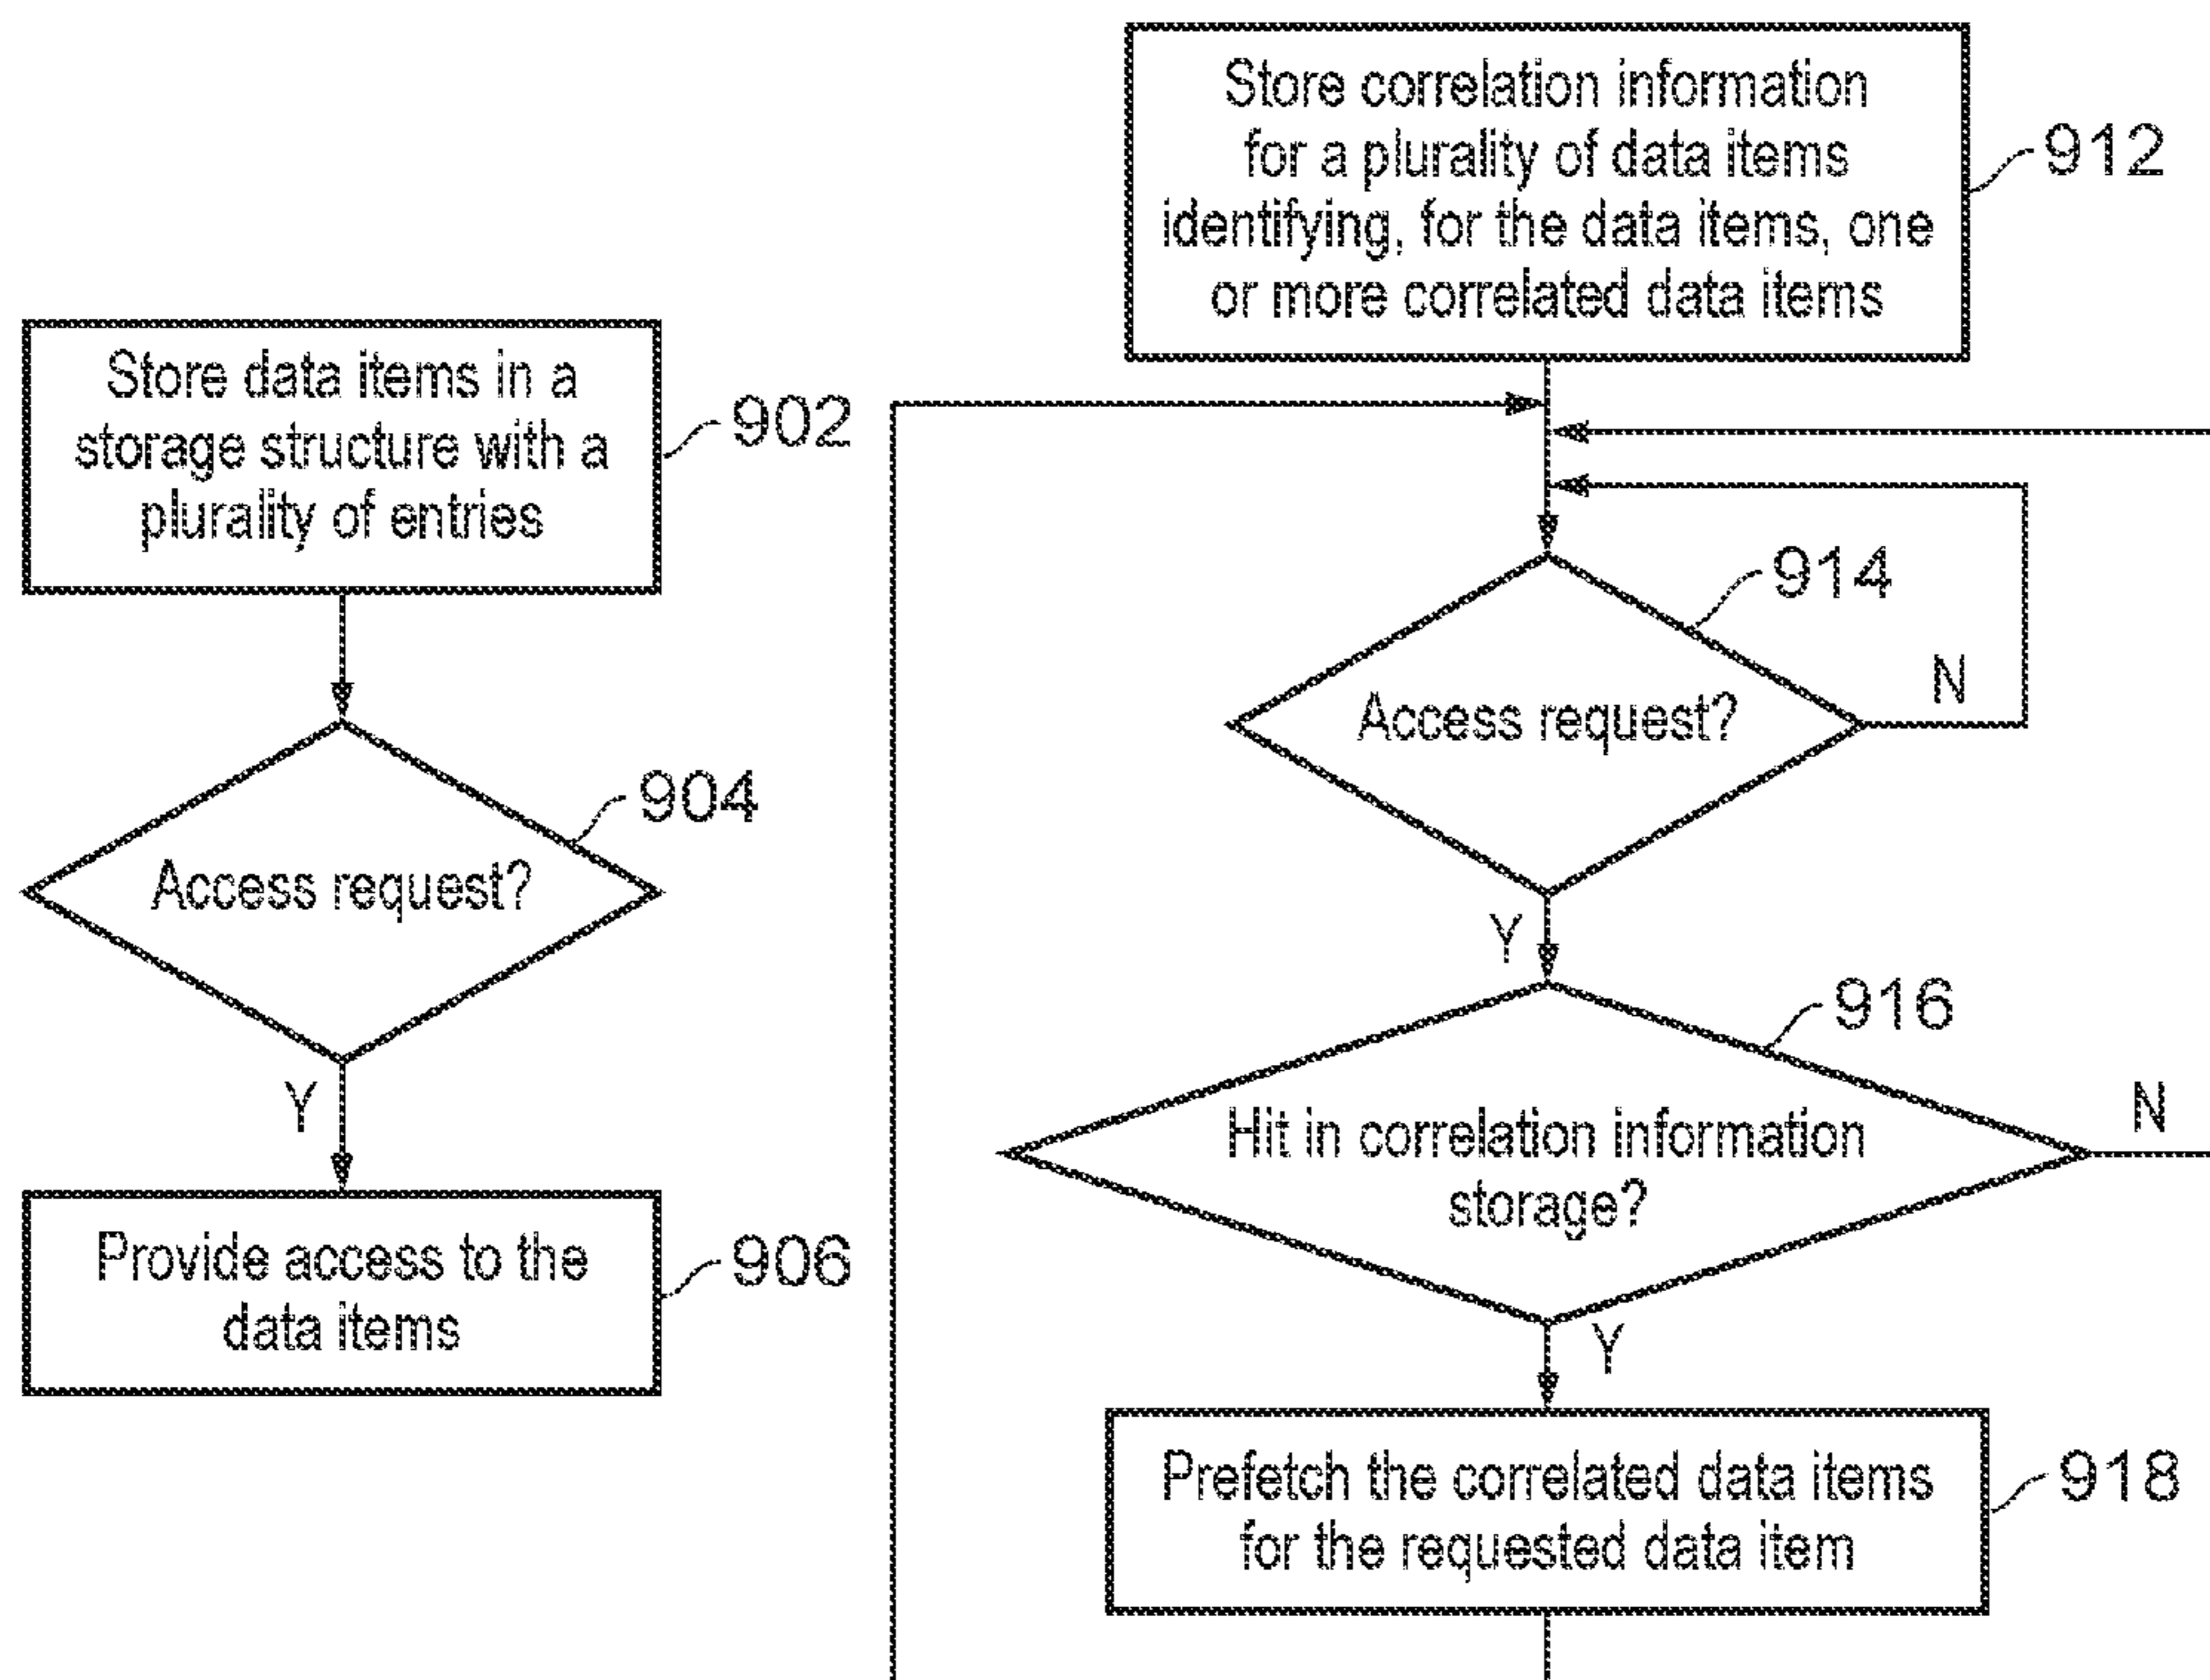 Store data items in a
storage structure with a
plurality of entries
902
Access request?
904
Y
Provide access to the
data items
906
Store correlation information
for a plurality of data items
identifying, for the data items, one
or more correlated data items
912
Access request?
914
N
Y
Hit in correlation information
storage?
916
N
Y
Prefetch the correlated data items
for the requested data item
918